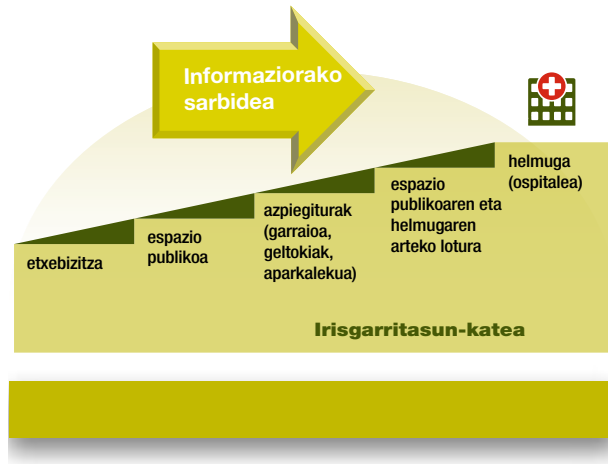 Informaziorako
sarbidea
etxebizitza
espazio
publikoa
azpiegiturak
(garraioa,
geltokiak,
aparkalekua)
espazio
publikoaren eta
helmugaren
arteko lotura
helmuga
(ospitalea)
Irisgarritasun-katea